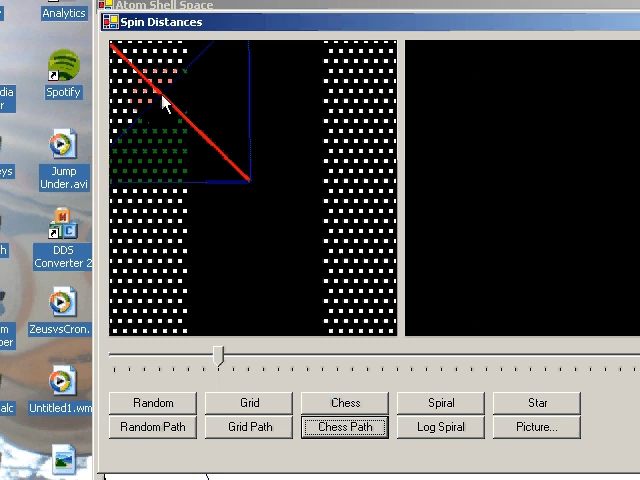 Atom Shell Space
Spin Distances
Analytics
Spotify
Jump
Under.avi
DDS
Converter 2
ZeusvsCron.
Untitled1.wm
Random
Grid
Chess
Spiral
Star
Random Path
Grid Path
Chess Path
Log Spiral
Picture...